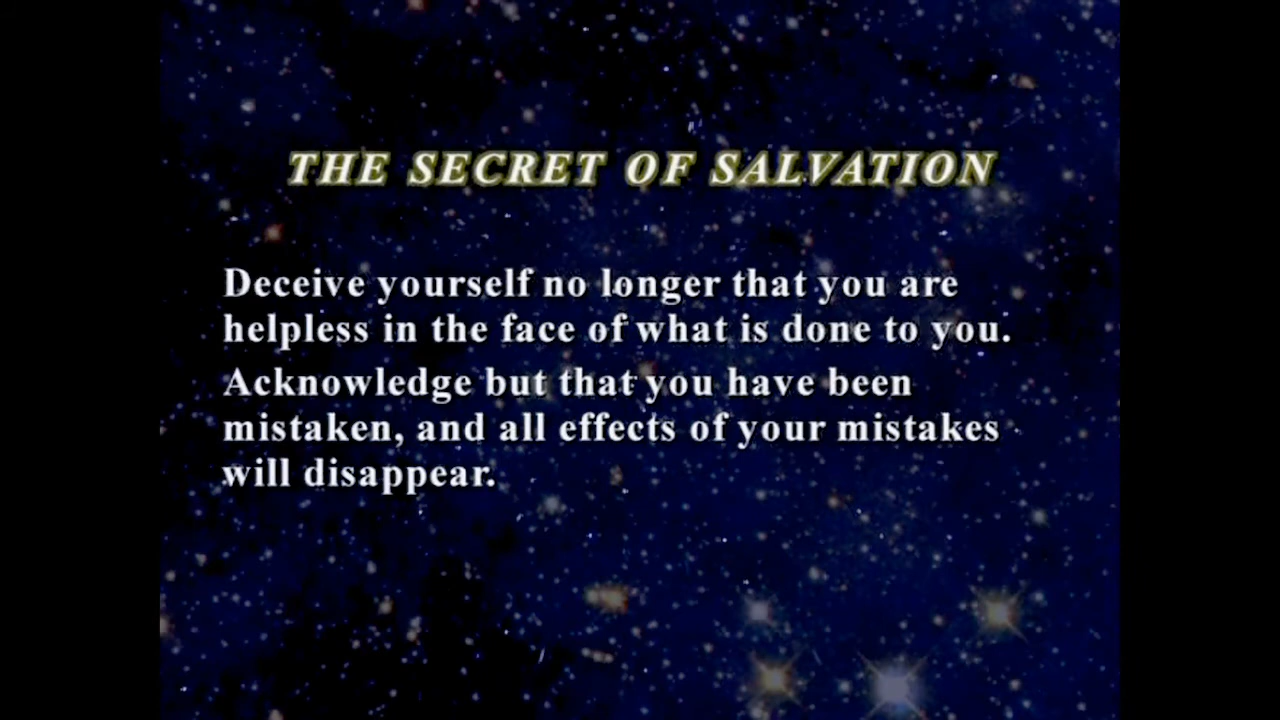 THE SECRET OF SALVATION
Deceive yourself no longer that you are
helpless in the face of what is done to you.
Acknowledge but that you have been
mistaken, and all effects of your mistakes
will disappear.